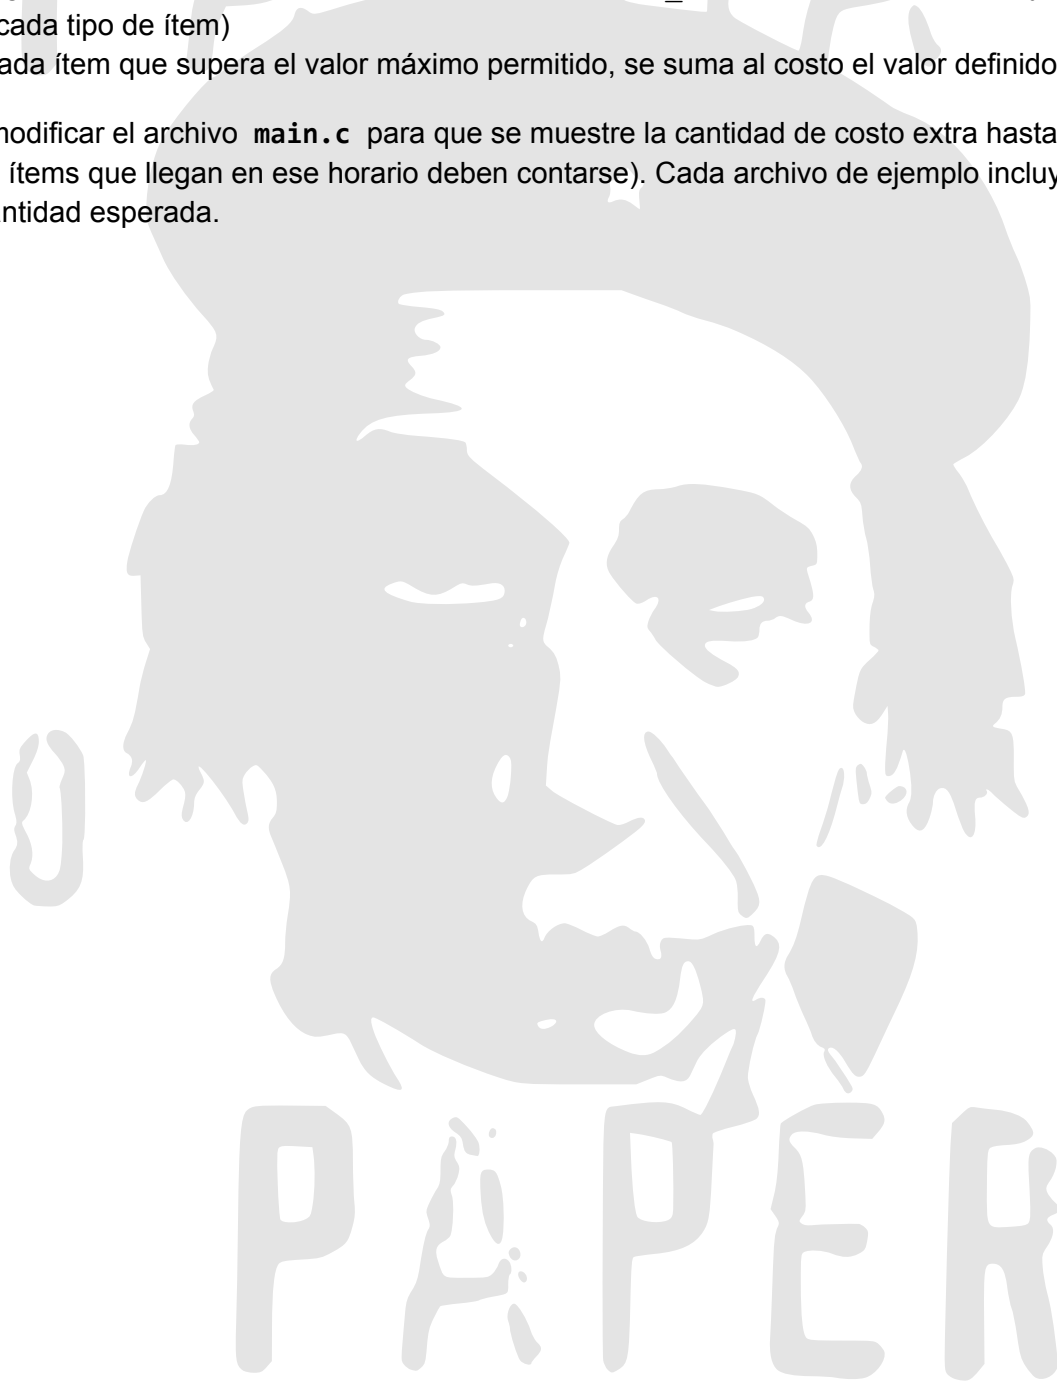 cada tipo de ítem)
ada ítem que supera el valor máximo permitido, se suma al costo el valor definido
modificar el archivo main.c para que se muestre la cantidad de costo extra hasta
ítems que llegan en ese horario deben contarse). Cada archivo de ejemplo incluy
ntidad esperada.
O
PAPER